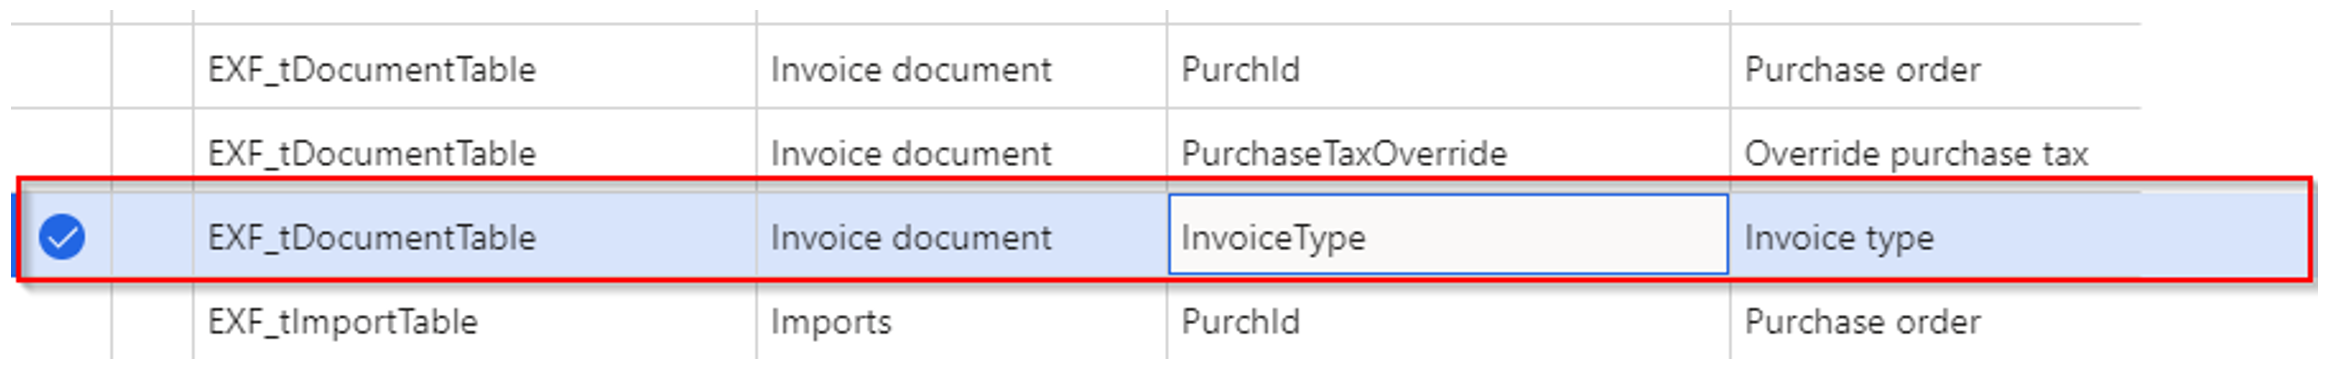 EXF_tDocumentTable Invoice document PurchId Purchase order
EXF_tDocumentTable Invoice document PurchaseTaxOverride Override purchase tax
EXF_tDocumentTable Invoice document InvoiceType Invoice type
EXF_tImportTable Imports PurchId Purchase order